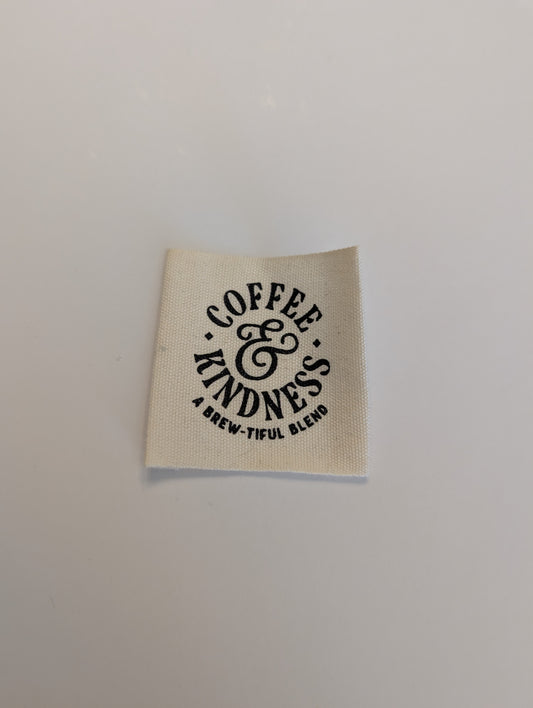 COFFEE
&
KINDNESS
A BREW-TIFUL BLEND